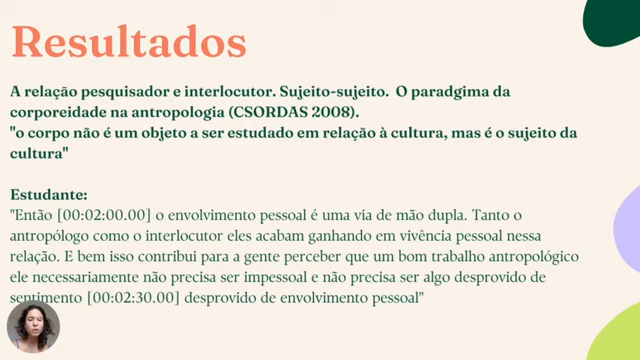 Resultados
A relação pesquisador e interlocutor. Sujeito-sujeito. O paradgima da
corporeidade na antropologia (CSORDAS 2008).
"o corpo não é um objeto a ser estudado em relação à cultura, mas é o sujeito da
cultura"
Estudante:
"Então [00:02:00.00] o envolvimento pessoal é uma via de mão dupla. Tanto o
antropólogo como o interlocutor eles acabam ganhando em vivência pessoal nessa
relação. E bem isso contribui para a gente perceber que um bom trabalho antropológico
ele necessariamente não precisa ser impessoal e não precisa ser algo desprovido de
sentimento [00:02:30.00] desprovido de envolvimento pessoal"